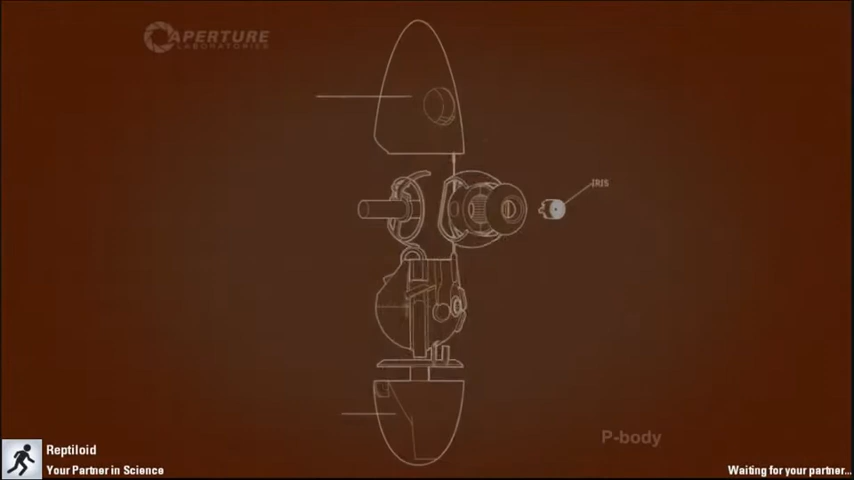 APERTURE
LABORATORIES
IRIS
P-body
Reptiloid
Your Partner in Science
Waiting for your partner...